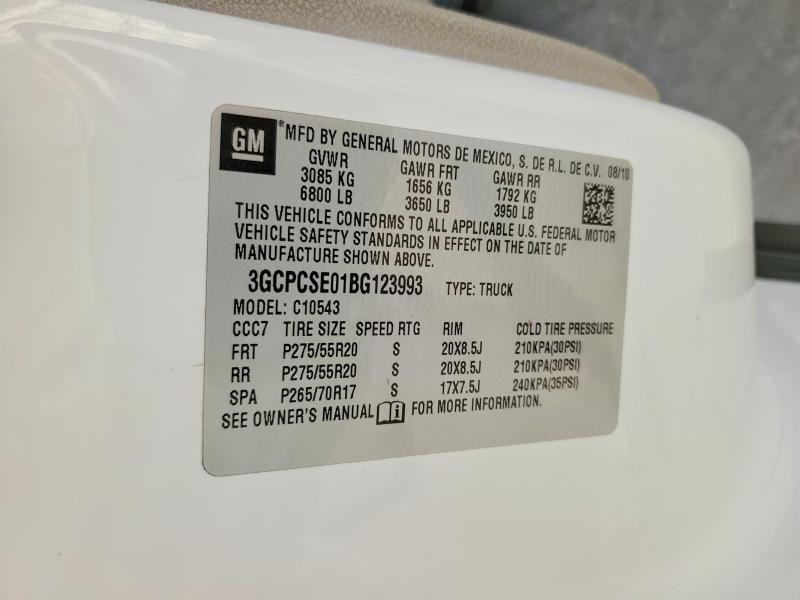 GM ® MFD BY GENERAL MOTORS DE MEXICO, S. DE R.L. DE C.V. 08/10
GVWR GAWR FRT GAWR RR
3085 KG 1656 KG 1792 KG
6800 LB 3650 LB 3950 LB
THIS VEHICLE CONFORMS TO ALL APPLICABLE U.S. FEDERAL MOTOR
VEHICLE SAFETY STANDARDS IN EFFECT ON THE DATE OF
MANUFACTURE SHOWN ABOVE.
3GCPCSE01BG123993 TYPE: TRUCK
MODEL: C10543
CCC7 TIRE SIZE SPEED RTG RIM COLD TIRE PRESSURE
FRT P275/55R20 S 20X8.5J 210KPA(30PSI)
RR P275/55R20 S 20X8.5J 210KPA(30PSI)
SPA P265/70R17 S 17X7.5J 240KPA(35PSI)
SEE OWNER'S MANUAL i FOR MORE INFORMATION.